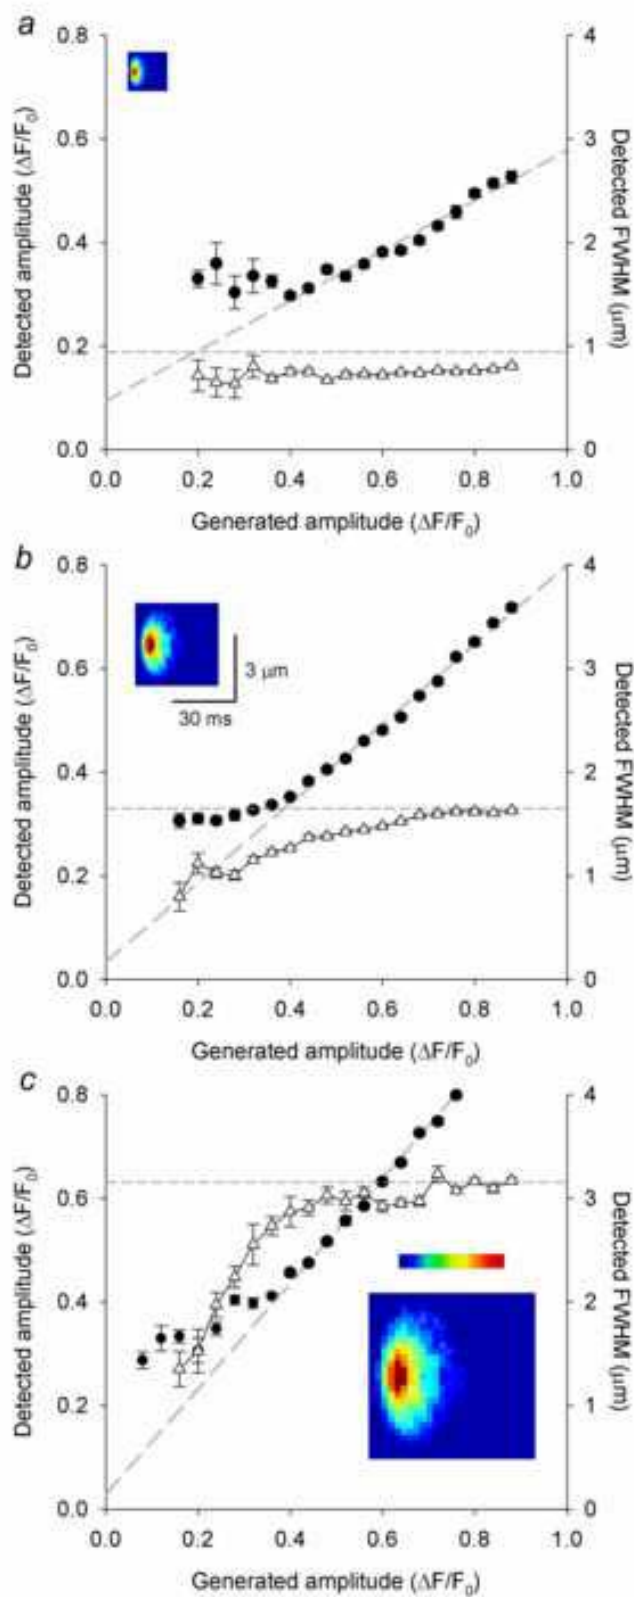 a
0.8
0.6
0.4
0.2
0.0
4
3
2
1
0
Detected amplitude (ΔF/F₀)
Detected FWHM (μm)
0.0 0.2 0.4 0.6 0.8 1.0
Generated amplitude (ΔF/F₀)
b
0.8
0.6
0.4
0.2
0.0
4
3
2
1
0
Detected amplitude (ΔF/F₀)
Detected FWHM (μm)
3 μm
30 ms
0.0 0.2 0.4 0.6 0.8 1.0
Generated amplitude (ΔF/F₀)
c
0.8
0.6
0.4
0.2
0.0
4
3
2
1
0
Detected amplitude (ΔF/F₀)
Detected FWHM (μm)
0.0 0.2 0.4 0.6 0.8 1.0
Generated amplitude (ΔF/F₀)